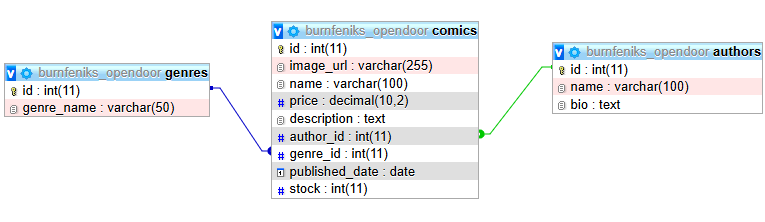 burnfeniks_opendoor genres
id : int(11)
genre_name : varchar(50)
burnfeniks_opendoor comics
id : int(11)
image_url : varchar(255)
name : varchar(100)
price : decimal(10,2)
description : text
author_id : int(11)
genre_id : int(11)
published_date : date
stock : int(11)
burnfeniks_opendoor authors
id : int(11)
name : varchar(100)
bio : text